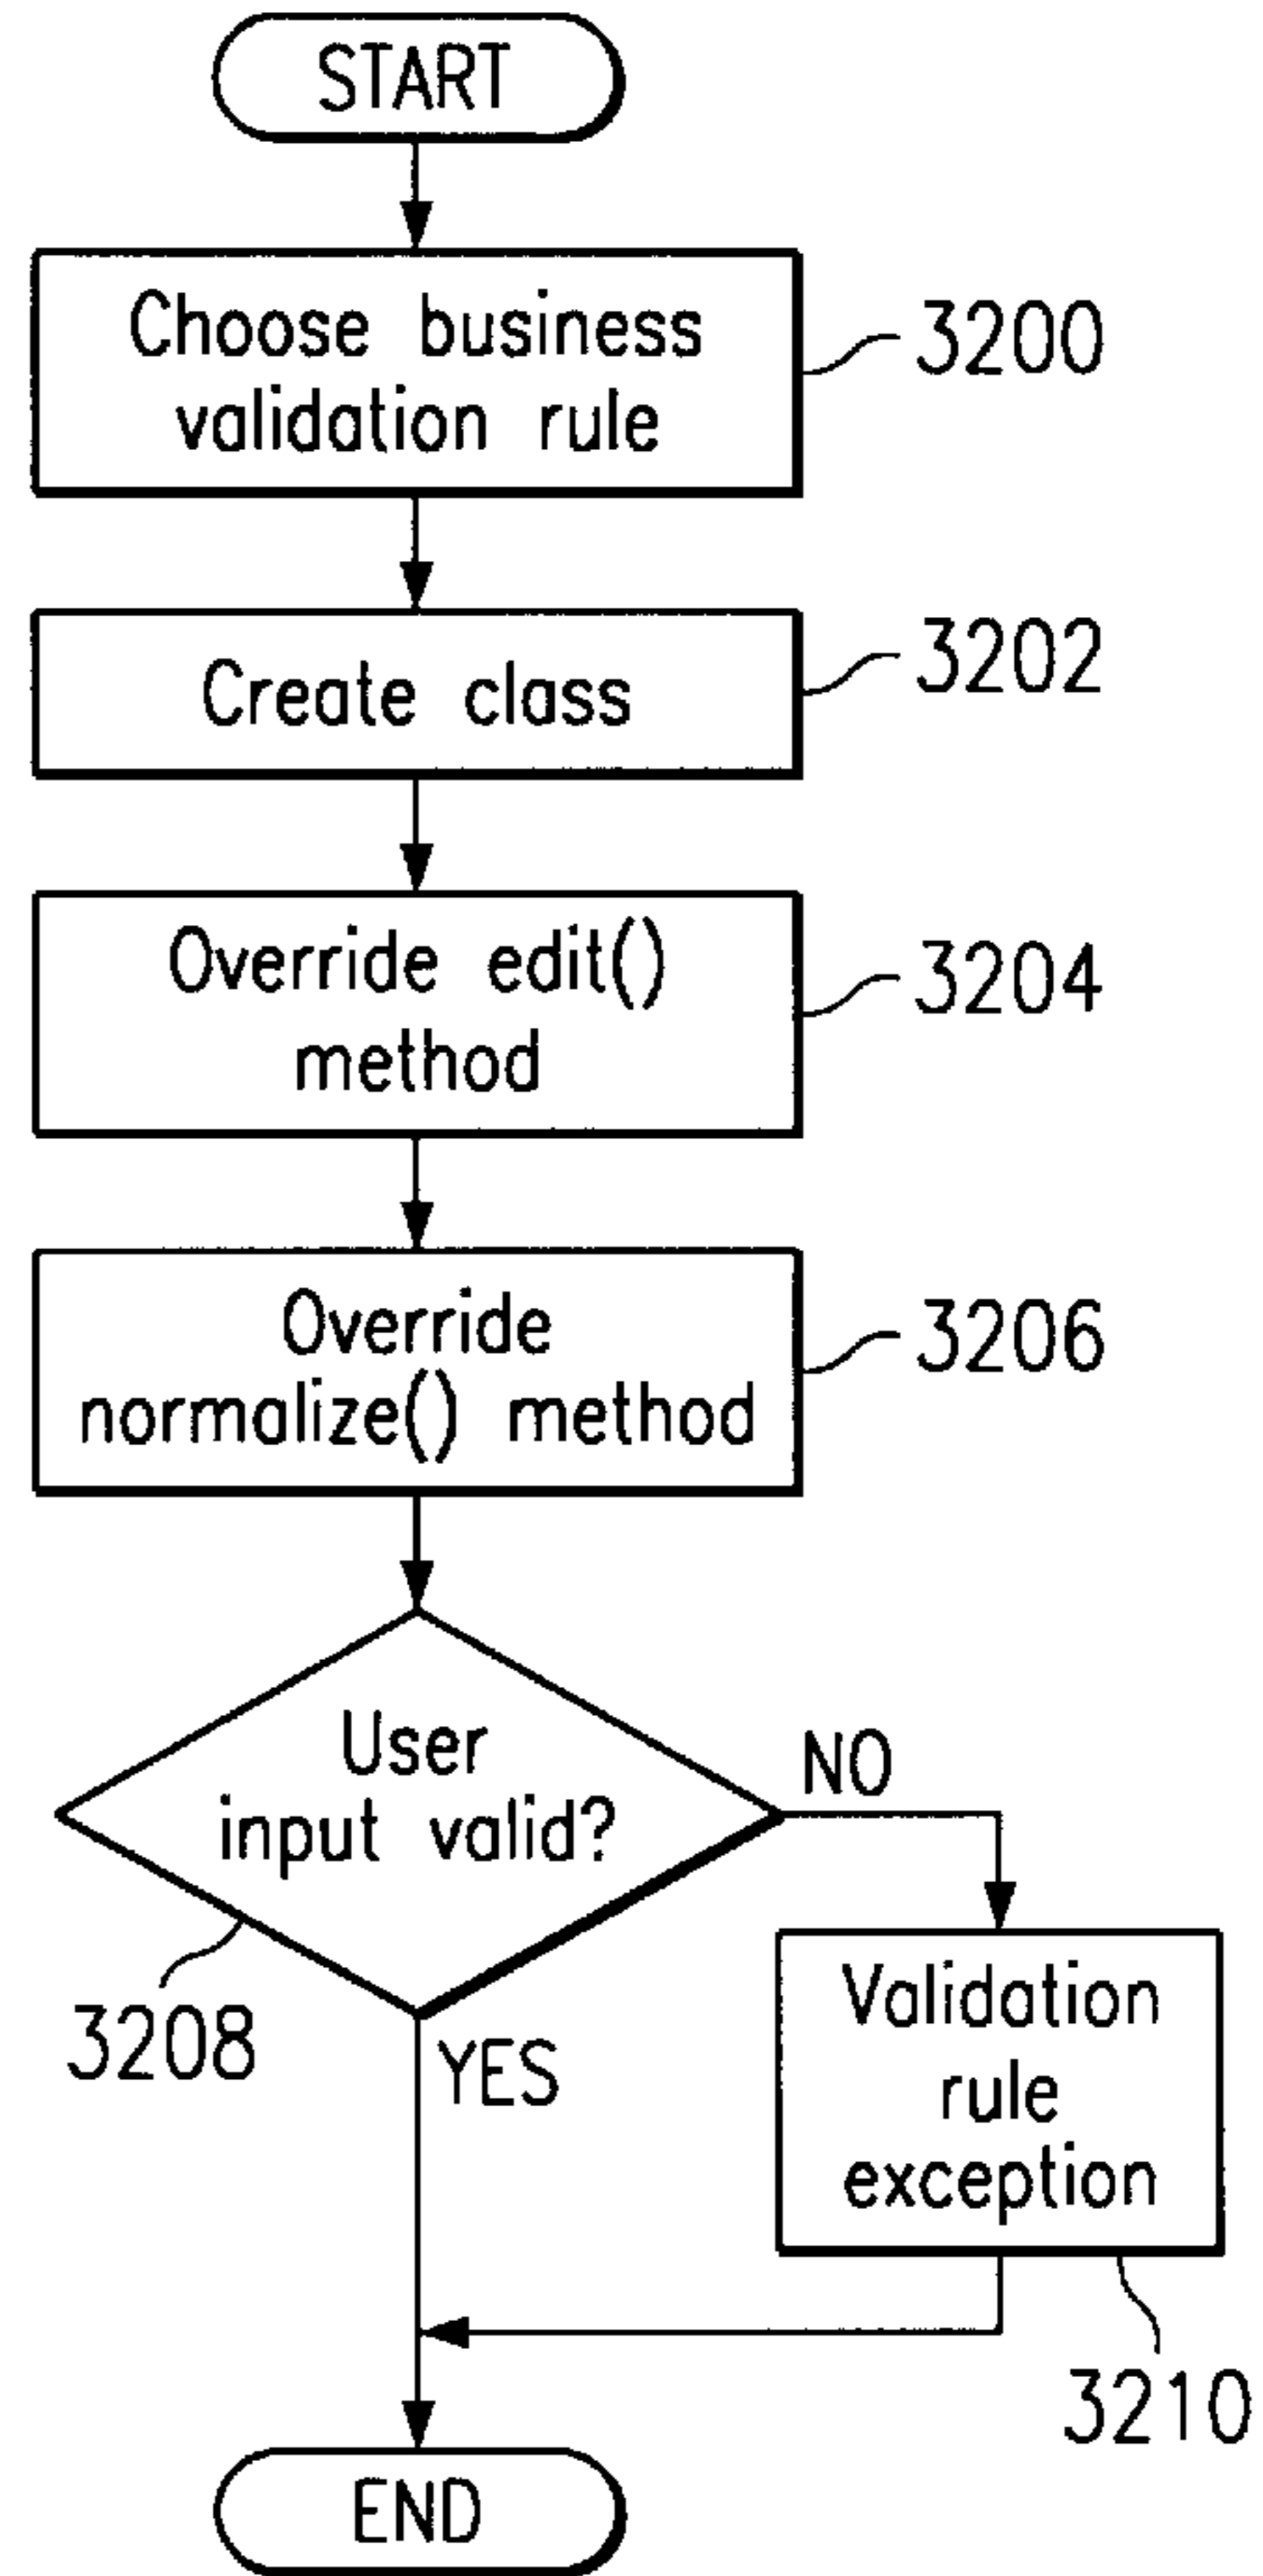 START
Choose business
validation rule
3200
Create class
3202
Override edit()
method
3204
Override
normalize() method
3206
User
input valid?
NO
3208
YES
Validation
rule
exception
3210
END